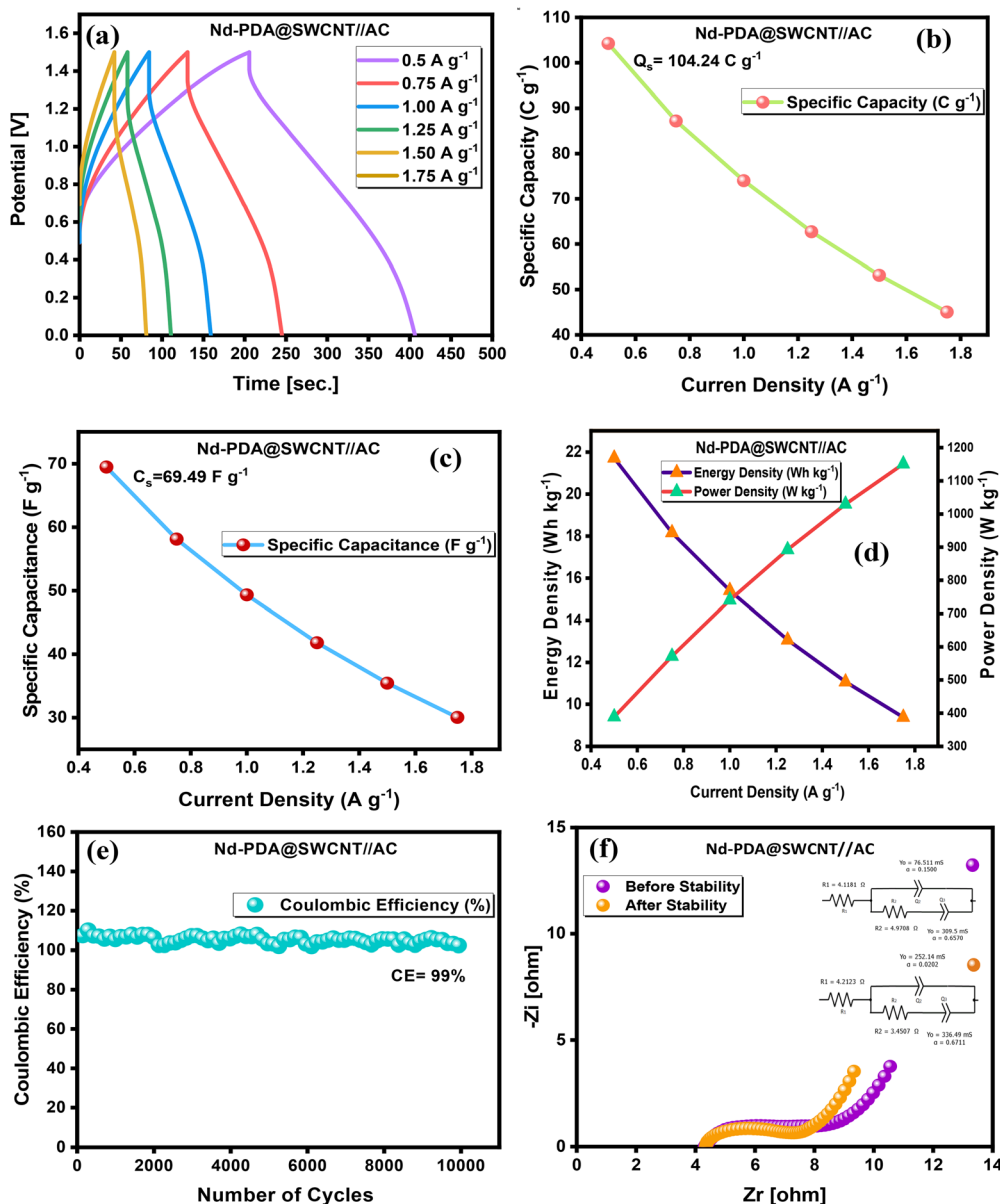 (a)
Nd-PDA@SWCNT//AC
1.6
1.4
1.2
1.0
0.8
0.6
0.4
0.2
0.0
Potential [V]
0.5 A g⁻¹
0.75 A g⁻¹
1.00 A g⁻¹
1.25 A g⁻¹
1.50 A g⁻¹
1.75 A g⁻¹
0 50 100 150 200 250 300 350 400 450 500
Time [sec.]
Nd-PDA@SWCNT//AC
(b)
110
100
90
80
70
60
50
40
Specific Capacity (C g⁻¹)
Qₛ= 104.24 C g⁻¹
Specific Capacity (C g⁻¹)
0.4 0.6 0.8 1.0 1.2 1.4 1.6 1.8
Curren Density (A g⁻¹)
Nd-PDA@SWCNT//AC
(c)
70
60
50
40
30
Specific Capacitance (F g⁻¹)
Cₛ=69.49 F g⁻¹
Specific Capacitance (F g⁻¹)
0.4 0.6 0.8 1.0 1.2 1.4 1.6 1.8
Current Density (A g⁻¹)
Nd-PDA@SWCNT//AC
Energy Density (Wh kg⁻¹)
Power Density (W kg⁻¹)
(d)
22
20
18
16
14
12
10
8
Energy Density (Wh kg⁻¹)
1200
1100
1000
900
800
700
600
500
400
300
Power Density (W kg⁻¹)
0.4 0.6 0.8 1.0 1.2 1.4 1.6 1.8
Current Density (A g⁻¹)
(e)
Nd-PDA@SWCNT//AC
160
140
120
100
80
60
40
20
0
Coulombic Efficiency (%)
Coulombic Efficiency (%)
CE= 99%
0 2000 4000 6000 8000 10000
Number of Cycles
Nd-PDA@SWCNT//AC
(f)
15
10
5
0
-Zi [ohm]
Before Stability
After Stability
Yo = 76.511 mS
α = 0.1500
R1 = 4.1181 Ω
Q₂
R₁
R₂
Q₃
R2 = 4.9708 Ω
Yo = 309.5 mS
α = 0.6570
Yo = 252.14 mS
α = 0.0202
R1 = 4.2123 Ω
Q₂
R₁
R₂
Q₃
R2 = 3.4507 Ω
Yo = 336.49 mS
α = 0.6711
0 2 4 6 8 10 12 14
Zr [ohm]